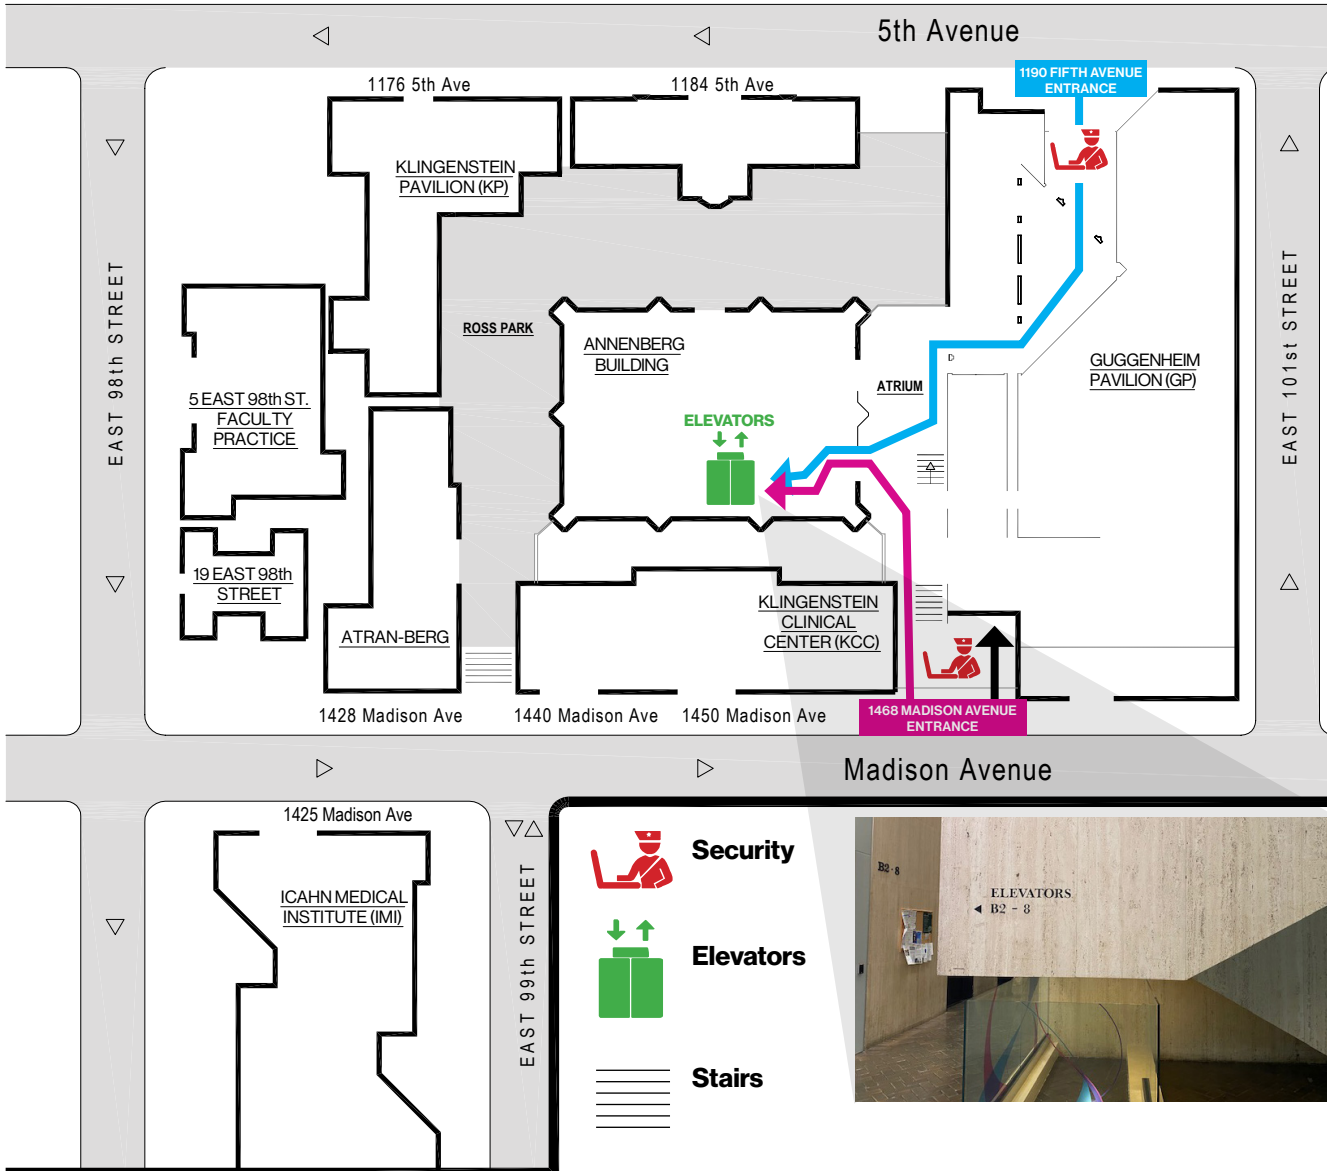 5th Avenue
1190 FIFTH AVENUE
ENTRANCE
1176 5th Ave
1184 5th Ave
KLINGENSTEIN
PAVILION (KP)
EAST 98th STREET
EAST 101st STREET
ROSS PARK
ANNENBERG
BUILDING
ATRIUM
GUGGENHEIM
PAVILION (GP)
5 EAST 98th ST.
FACULTY
PRACTICE
ELEVATORS
19 EAST 98th
STREET
ATRAN-BERG
KLINGENSTEIN
CLINICAL
CENTER (KCC)
1428 Madison Ave
1440 Madison Ave
1450 Madison Ave
1468 MADISON AVENUE
ENTRANCE
Madison Avenue
1425 Madison Ave
ICAHN MEDICAL
INSTITUTE (IMI)
EAST 99th STREET
Security
Elevators
Stairs
B2-8
ELEVATORS
B2 - 8